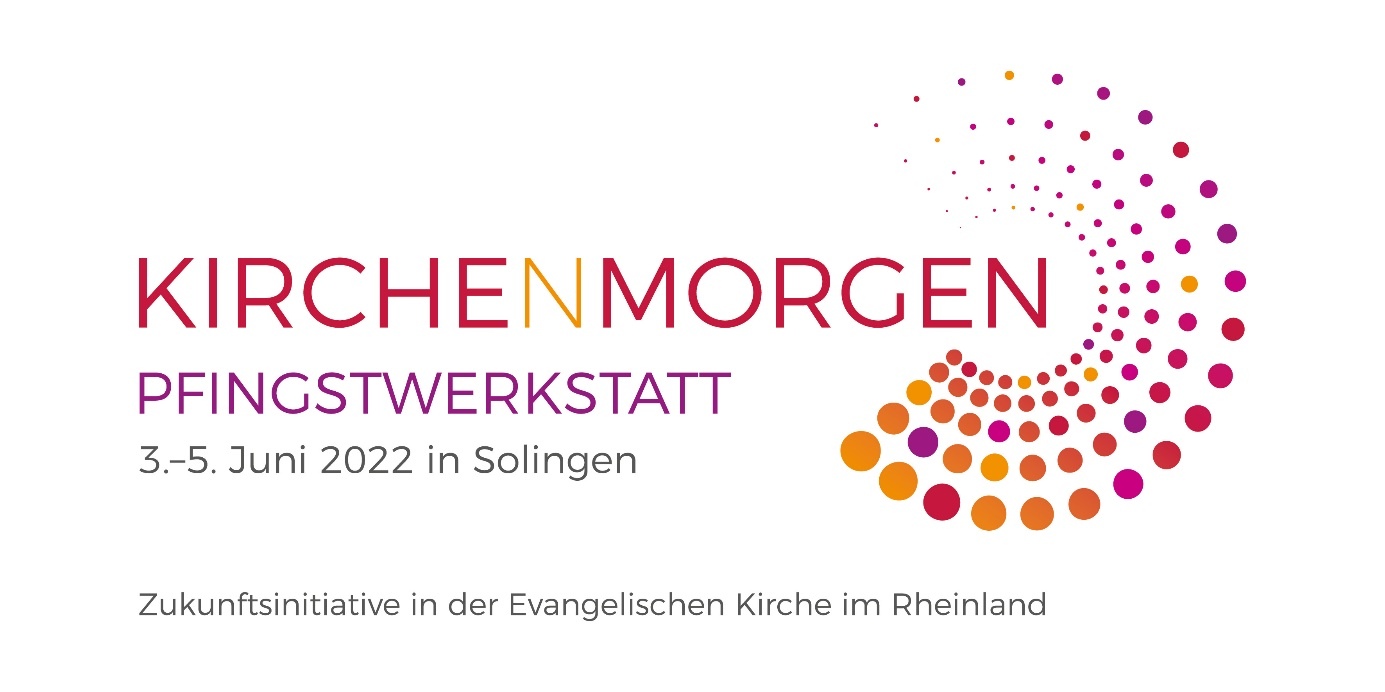 KIRCHENMORGEN
PFINGSTWERKSTATT
3.–5. Juni 2022 in Solingen
Zukunftsinitiative in der Evangelischen Kirche im Rheinland